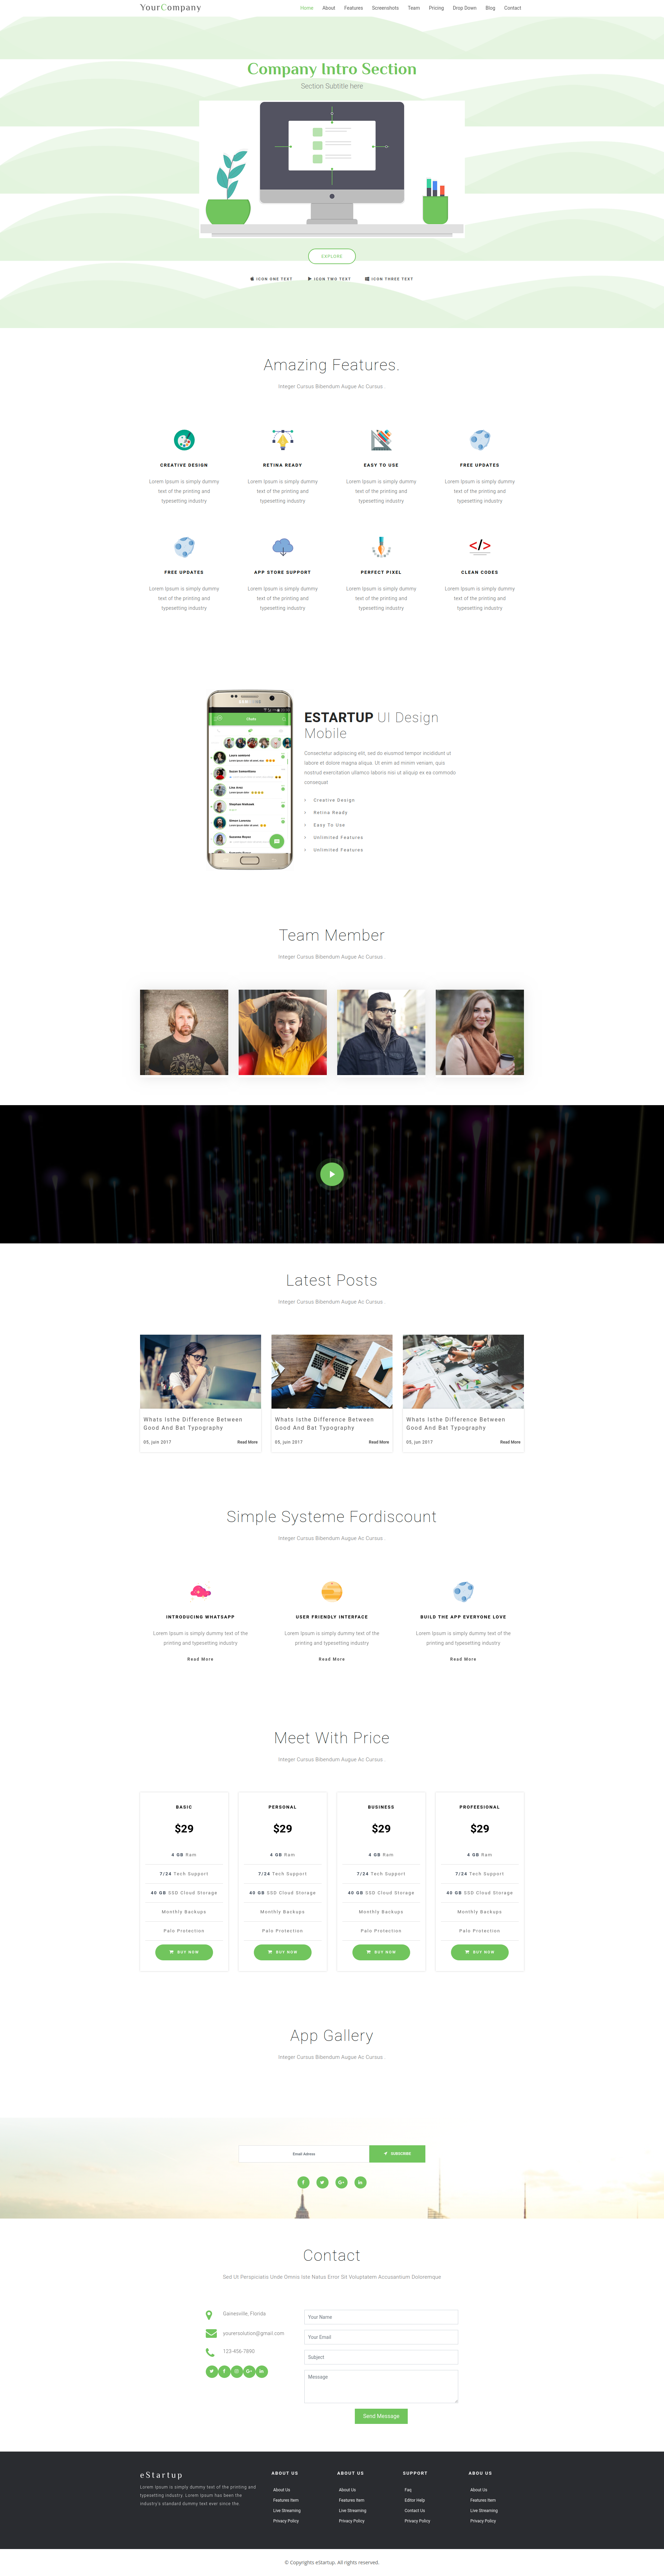 YourCompany
Home About Features Screenshots Team Pricing Drop Down Blog Contact
Company Intro Section
Section Subtitle here
EXPLORE
ICON ONE TEXT ICON TWO TEXT ICON THREE TEXT
Amazing Features.
Integer Cursus Bibendum Augue Ac Cursus .
CREATIVE DESIGN
Lorem Ipsum is simply dummy
text of the printing and
typesetting industry
RETINA READY
Lorem Ipsum is simply dummy
text of the printing and
typesetting industry
EASY TO USE
Lorem Ipsum is simply dummy
text of the printing and
typesetting industry
FREE UPDATES
Lorem Ipsum is simply dummy
text of the printing and
typesetting industry
FREE UPDATES
Lorem Ipsum is simply dummy
text of the printing and
typesetting industry
APP STORE SUPPORT
Lorem Ipsum is simply dummy
text of the printing and
typesetting industry
PERFECT PIXEL
Lorem Ipsum is simply dummy
text of the printing and
typesetting industry
CLEAN CODES
Lorem Ipsum is simply dummy
text of the printing and
typesetting industry
ESTARTUP UI Design
Mobile
Consectetur adipiscing elit, sed do eiusmod tempor incididunt ut
labore et dolore magna aliqua. Ut enim ad minim veniam, quis
nostrud exercitation ullamco laboris nisi ut aliquip ex ea commodo
consequat
Creative Design
Retina Ready
Easy To Use
Unlimited Features
Unlimited Features
Team Member
Integer Cursus Bibendum Augue Ac Cursus .
Latest Posts
Integer Cursus Bibendum Augue Ac Cursus .
Whats Isthe Difference Between
Good And Bat Typography
05, juin 2017 Read More
Whats Isthe Difference Between
Good And Bat Typography
05, juin 2017 Read More
Whats Isthe Difference Between
Good And Bat Typography
05, jun 2017 Read More
Simple Systeme Fordiscount
Integer Cursus Bibendum Augue Ac Cursus .
INTRODUCING WHATSAPP
Lorem Ipsum is simply dummy text of the
printing and typesetting industry
Read More
USER FRIENDLY INTERFACE
Lorem Ipsum is simply dummy text of the
printing and typesetting industry
Read More
BUILD THE APP EVERYONE LOVE
Lorem Ipsum is simply dummy text of the
printing and typesetting industry
Read More
Meet With Price
Integer Cursus Bibendum Augue Ac Cursus .
BASIC
$29
4 GB Ram
7/24 Tech Support
40 GB SSD Cloud Storage
Monthly Backups
Palo Protection
BUY NOW
PERSONAL
$29
4 GB Ram
7/24 Tech Support
40 GB SSD Cloud Storage
Monthly Backups
Palo Protection
BUY NOW
BUSINESS
$29
4 GB Ram
7/24 Tech Support
40 GB SSD Cloud Storage
Monthly Backups
Palo Protection
BUY NOW
PROFEESIONAL
$29
4 GB Ram
7/24 Tech Support
40 GB SSD Cloud Storage
Monthly Backups
Palo Protection
BUY NOW
App Gallery
Integer Cursus Bibendum Augue Ac Cursus .
Email Adress SUBSCRIBE
Contact
Sed Ut Perspiciatis Unde Omnis Iste Natus Error Sit Voluptatem Accusantium Doloremque
Gainesville, Florida
yourersolution@gmail.com
123-456-7890
Your Name
Your Email
Subject
Message
Send Message
eStartup
Lorem Ipsum is simply dummy text of the printing and
typesetting industry. Lorem Ipsum has been the
industry's standard dummy text ever since the.
ABOUT US
About Us
Features Item
Live Streaming
Privacy Policy
ABOUT US
About Us
Features item
Live Streaming
Privacy Policy
SUPPORT
Faq
Editor Help
Contact Us
Privacy Policy
ABOU US
About Us
Features Item
Live Streaming
Privacy Policy
© Copyrights eStartup. All rights reserved.